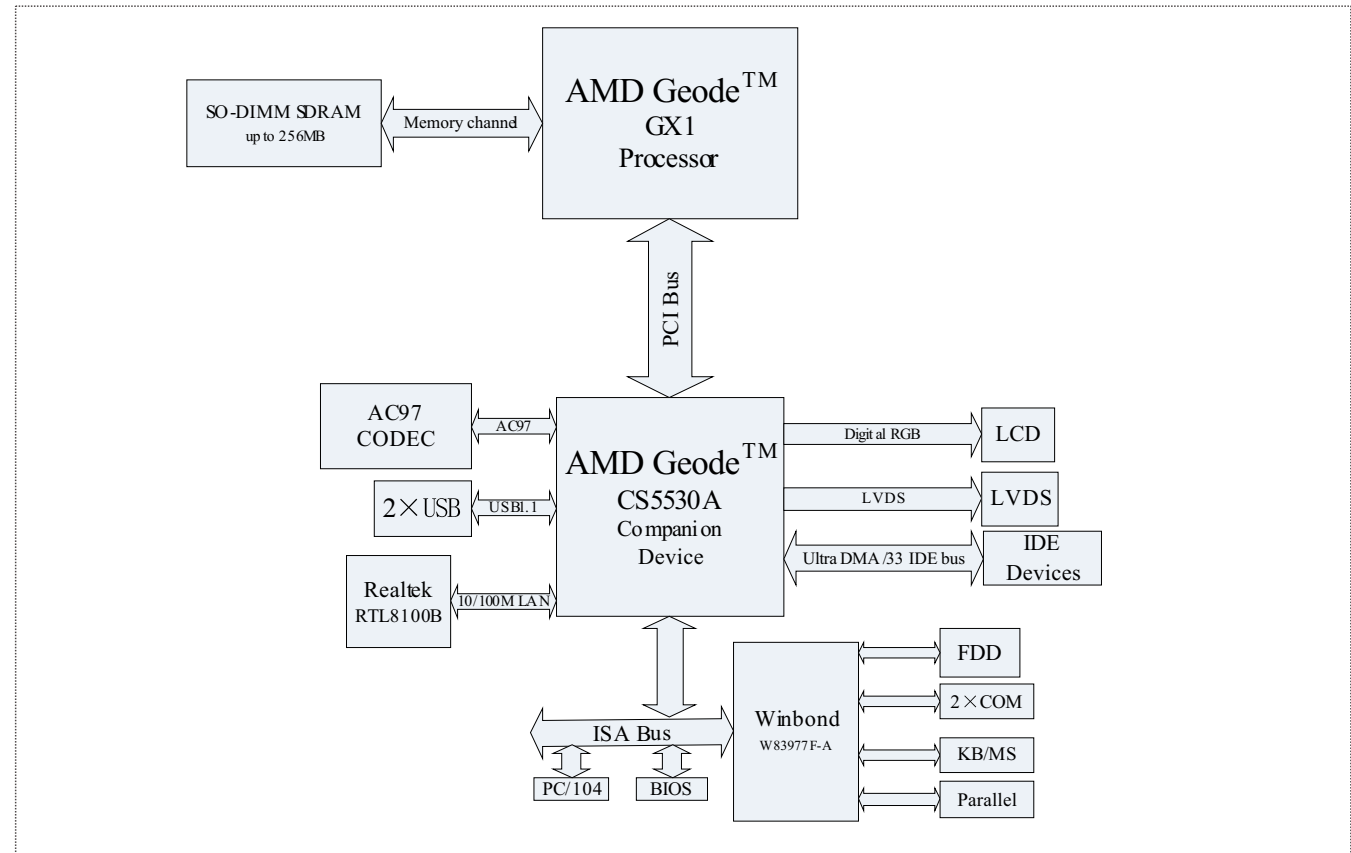 AMD Geode™
GX1
Processor
SO-DIMM SDRAM
up to 256MB
Memory channel
PCI Bus
AC97
CODEC
AC97
2×USB
USB1.1
Realtek
RTL8100B
10/100M LAN
AMD Geode™
CS5530A
Companion
Device
Digital RGB
LCD
LVDS
LVDS
Ultra DMA/33 IDE bus
IDE
Devices
ISA Bus
PC/104
BIOS
Winbond
W83977F-A
FDD
2×COM
KB/MS
Parallel